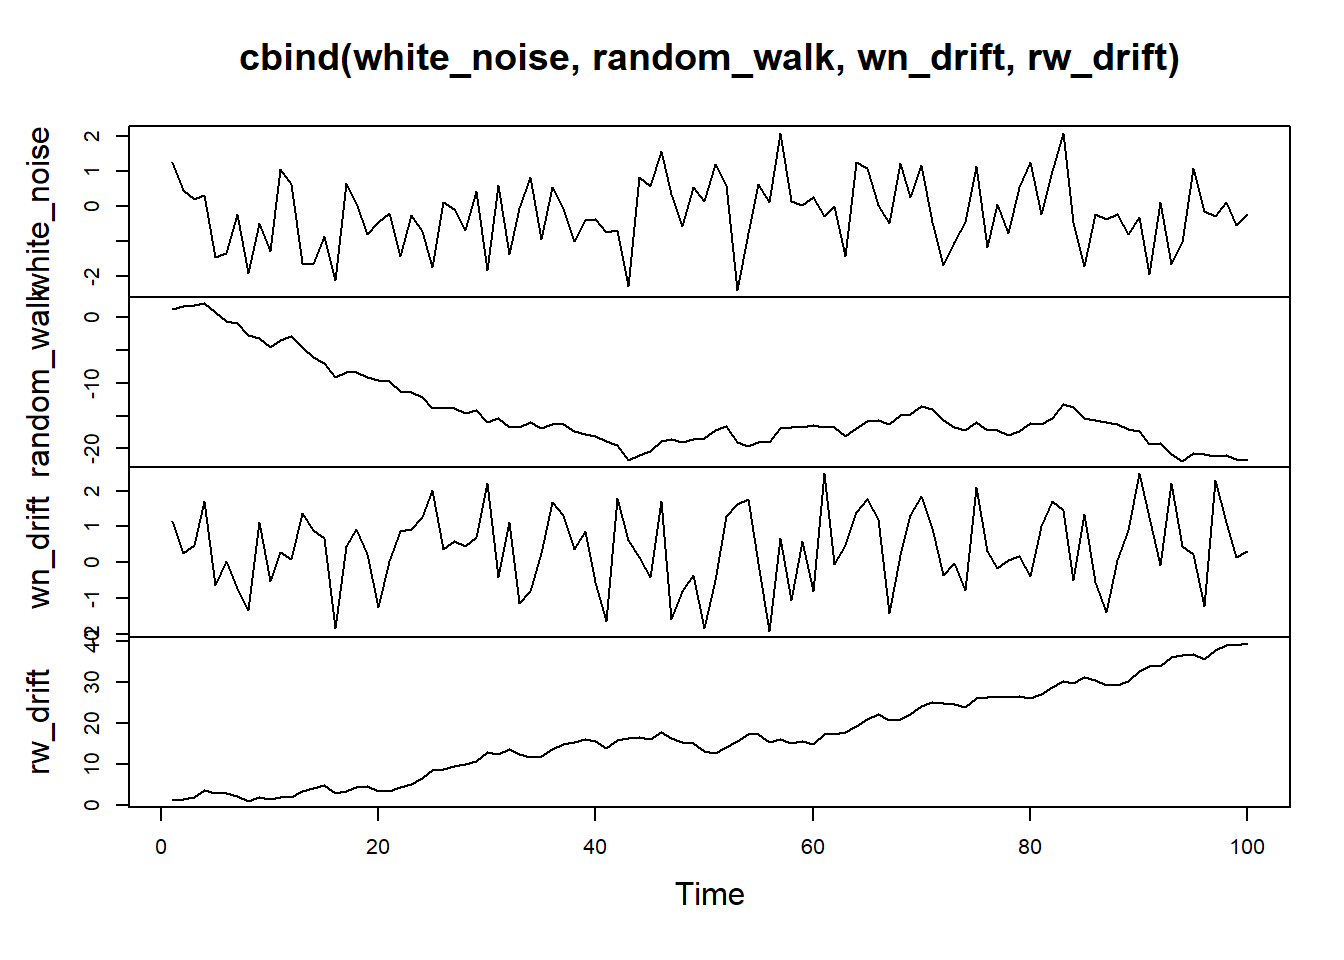 cbind(white_noise, random_walk, wn_drift, rw_drift)
white_noise
2
1
0
-2
random_walk
0
-10
-20
wn_drift
2
1
0
-1
-2
rw_drift
40
30
20
10
0
0 20 40 60 80 100
Time